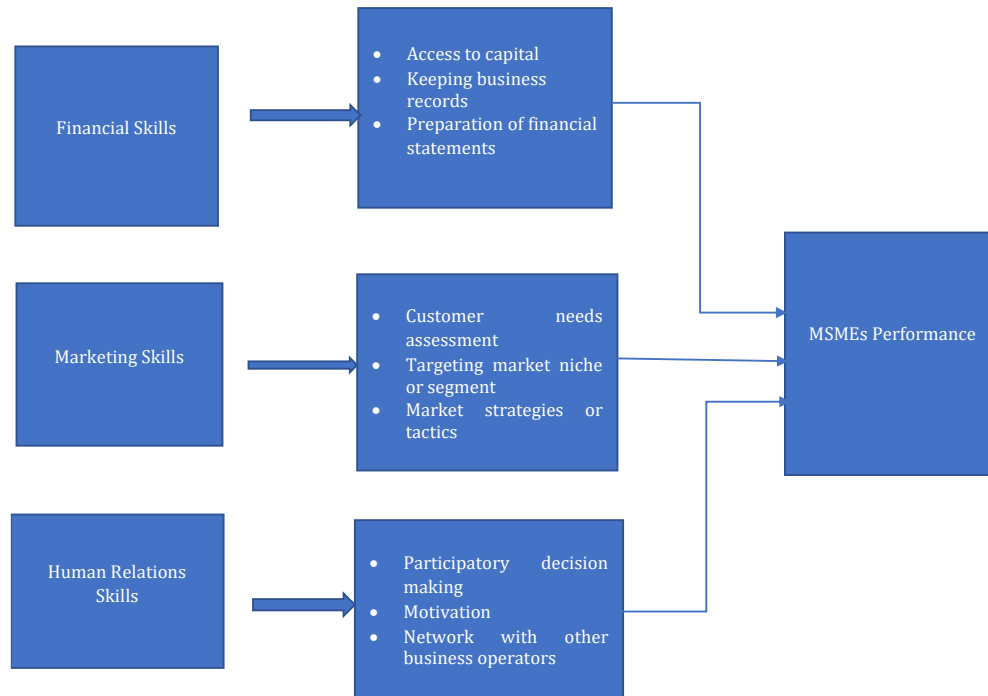 Financial Skills
• Access to capital
• Keeping business
records
• Preparation of financial
statements
Marketing Skills
• Customer needs
assessment
• Targeting market niche
or segment
• Market strategies or
tactics
Human Relations
Skills
• Participatory decision
making
• Motivation
• Network with other
business operators
MSMEs Performance